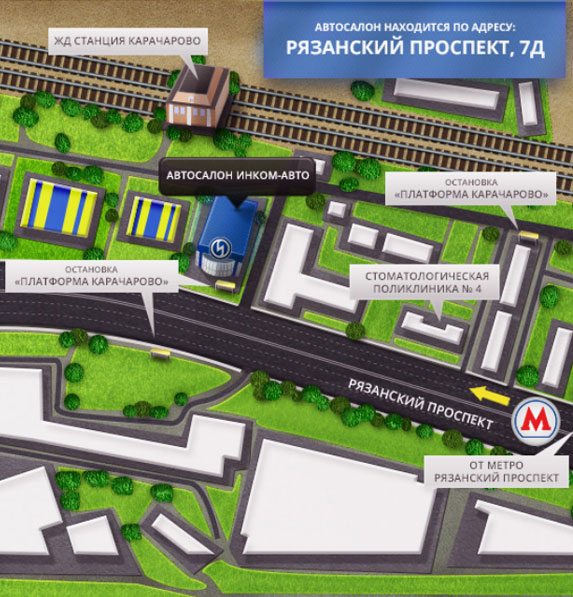 АВТОСАЛОН НАХОДИТСЯ ПО АДРЕСУ:
РЯЗАНСКИЙ ПРОСПЕКТ, 7Д
ЖД СТАНЦИЯ КАРАЧАРОВО
АВТОСАЛОН ИНКОМ-АВТО
ОСТАНОВКА
«ПЛАТФОРМА КАРАЧАРОВО»
ОСТАНОВКА
«ПЛАТФОРМА КАРАЧАРОВО»
СТОМАТОЛОГИЧЕСКАЯ
ПОЛИКЛИНИКА № 4
РЯЗАНСКИЙ ПРОСПЕКТ
М
ОТ МЕТРО
РЯЗАНСКИЙ ПРОСПЕКТ